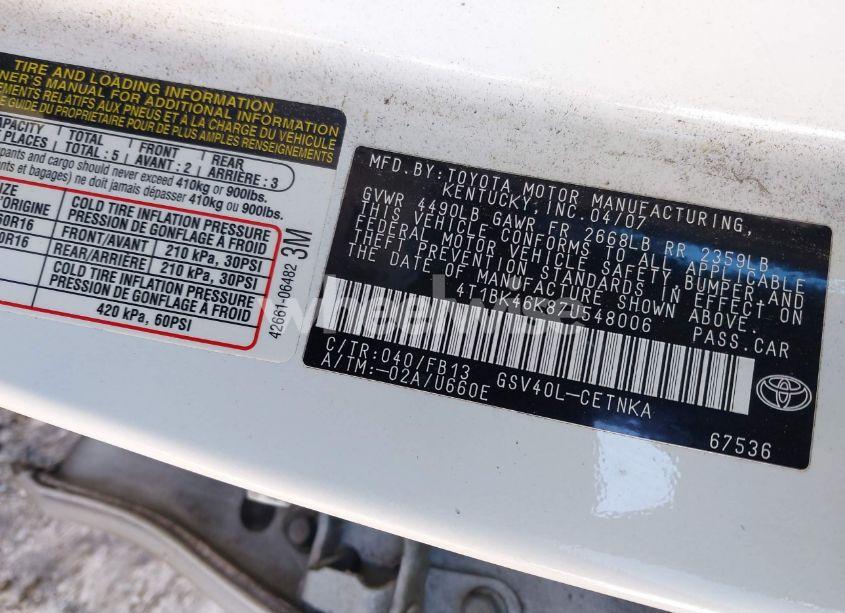 TIRE AND LOADING INFORMATION
NER'S MANUAL FOR ADDITIONAL INFORMATION
EMENTS RELATIFS AUX PNEUS ET À LA CHARGE DU VÉHICULE
E GUIDE DU PROPRIÉTAIRE POUR DE PLUS AMPLES RENSEIGNEMENTS
CAPACITY TOTAL FRONT REAR
PLACES TOTAL : 5 AVANT : 2 ARRIÈRE : 3
pants and cargo should never exceed 410kg or 900lbs.
ents et bagages) ne doit jamais dépasser 410kg ou 900lbs.
SIZE COLD TIRE INFLATION PRESSURE
D'ORIGINE PRESSION DE GONFLAGE À FROID
60R16 FRONT/AVANT 210 kPa, 30PSI
60R16 REAR/ARRIÈRE 210 kPa, 30PSI
COLD TIRE INFLATION PRESSURE
PRESSION DE GONFLAGE À FROID
420 kPa, 60PSI
42661-06482 3M
MFD.BY:TOYOTA MOTOR MANUFACTURING,
KENTUCKY, INC.04/07
GVWR 4490LB GAWR FR 2668LB RR 2359LB
THIS VEHICLE CONFORMS TO ALL APPLICABLE
FEDERAL MOTOR VEHICLE SAFETY,BUMPER,AND
THEFT PREVENTION STANDARDS IN EFFECT ON
THE DATE OF MANUFACTURE SHOWN ABOVE.
4T1BK46K87U548006 PASS.CAR
C/TR:040/FB13 GSV40L-CETNKA
A/TM:-02A/U660E
67536